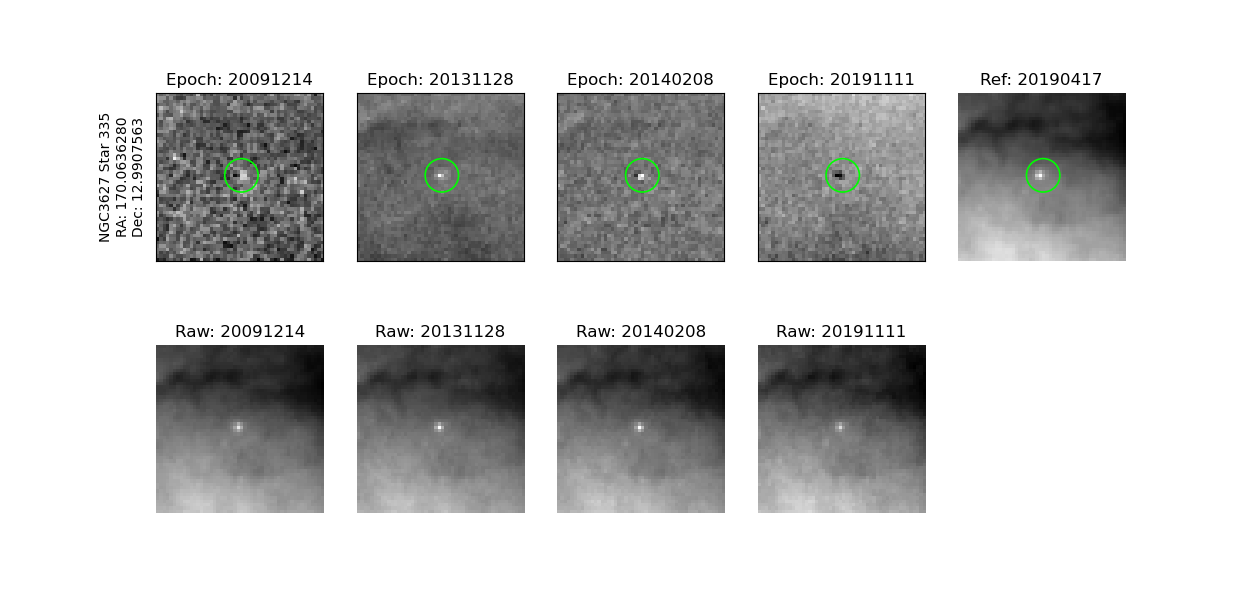 Epoch: 20091214
Epoch: 20131128
Epoch: 20140208
Epoch: 20191111
Ref: 20190417
NGC3627 Star 335
RA: 170.0636280
Dec: 12.9907563
Raw: 20091214
Raw: 20131128
Raw: 20140208
Raw: 20191111